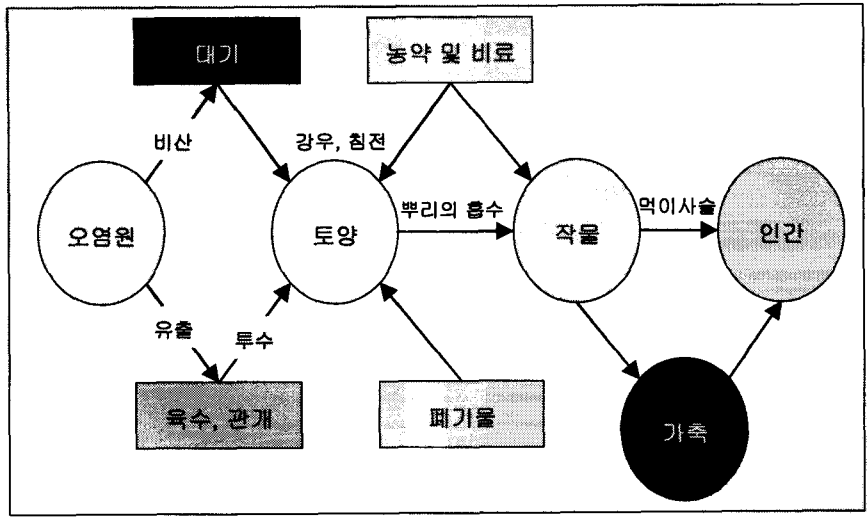 대기
농약 및 비료
비산
강우, 침전
오염원
토양
뿌리의 흡수
작물
먹이사슬
인간
유출
투수
육수, 관개
폐기물
가축